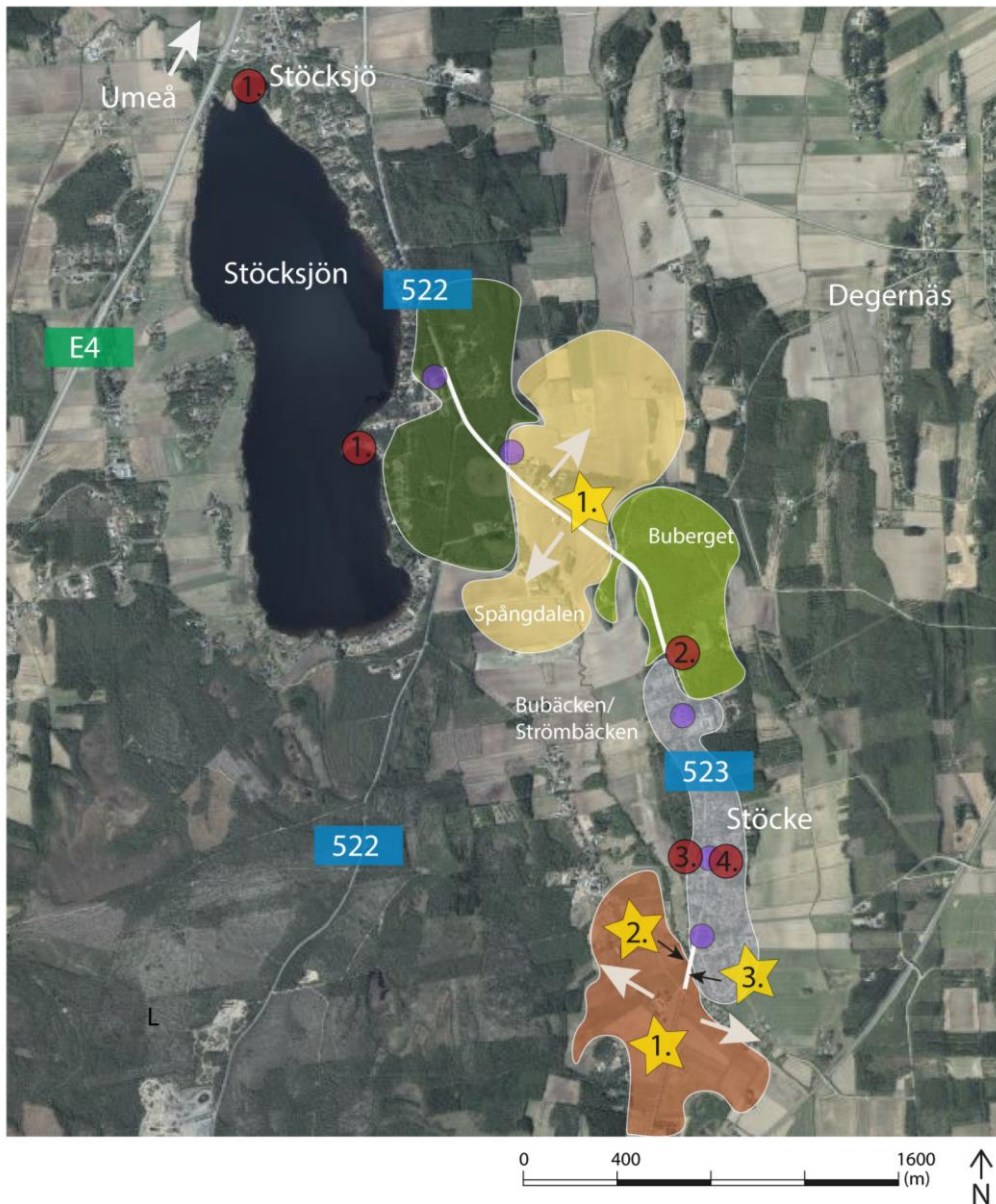 Umeå
1.
Stöcksjö
Stöcksjön
522
Degernäs
E4
1.
1.
Buberget
Spångdalen
2.
Bubäcken/
Strömbäcken
523
Stöcke
522
3.
4.
2.
3.
L
1.
0
400
1600
(m)
N